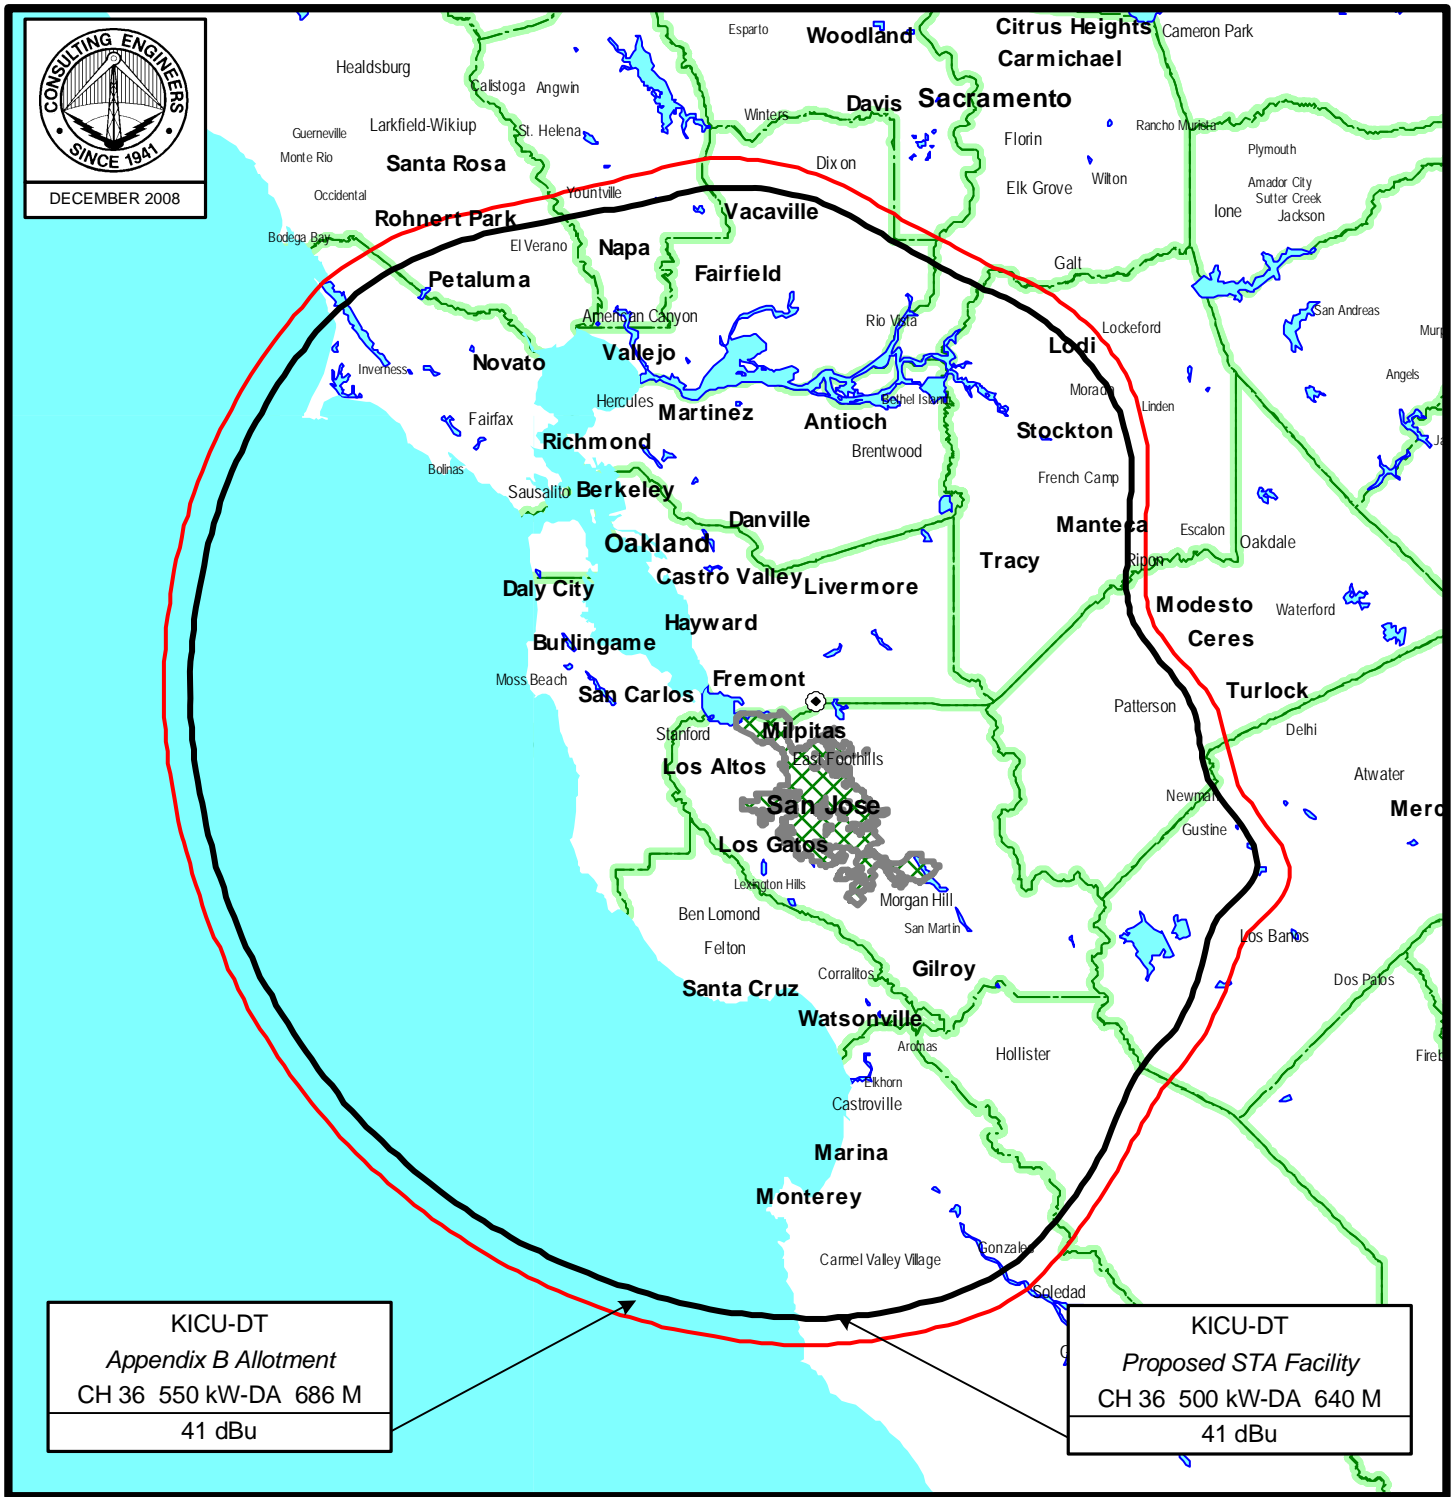 CONSULTING ENGINEERS
• SINCE 1941 •
DECEMBER 2008
Esparto
Woodland
Citrus Heights
Cameron Park
Carmichael
Healdsburg
Calistoga
Angwin
Winters
Davis
Sacramento
Guerneville
Larkfield-Wikiup
St. Helena
Florin
Rancho Murieta
Monte Rio
Santa Rosa
Dixon
Plymouth
Occidental
Yountville
Elk Grove
Wilton
Amador City
Sutter Creek
Jackson
Ione
Rohnert Park
Vacaville
Bodega Bay
El Verano
Napa
Galt
Petaluma
Fairfield
American Canyon
Rio Vista
San Andreas
Lockeford
Murp
Novato
Vallejo
Lodi
Inverness
Angels
Hercules
Martinez
Bethel Island
Morada
Linden
Fairfax
Antioch
Stockton
Richmond
Brentwood
Ja
Bolinas
French Camp
Sausalito
Berkeley
Danville
Manteca
Escalon
Oakland
Oakdale
Tracy
Ripon
Castro Valley
Livermore
Daly City
Modesto
Waterford
Hayward
Ceres
Burlingame
Moss Beach
San Carlos
Fremont
Turlock
Patterson
Stanford
Milpitas
Delhi
East Foothills
Los Altos
Atwater
San Jose
Newman
Merc
Gustine
Los Gatos
Lexington Hills
Morgan Hill
Ben Lomond
San Martin
Felton
Los Banos
Corralitos
Gilroy
Santa Cruz
Dos Palos
Watsonville
Aromas
Hollister
Fireb
Elkhorn
Castroville
Marina
Monterey
Carmel Valley Village
Gonzales
Soledad
G
KICU-DT
Appendix B Allotment
CH 36 550 kW-DA 686 M
41 dBu
KICU-DT
Proposed STA Facility
CH 36 500 kW-DA 640 M
41 dBu